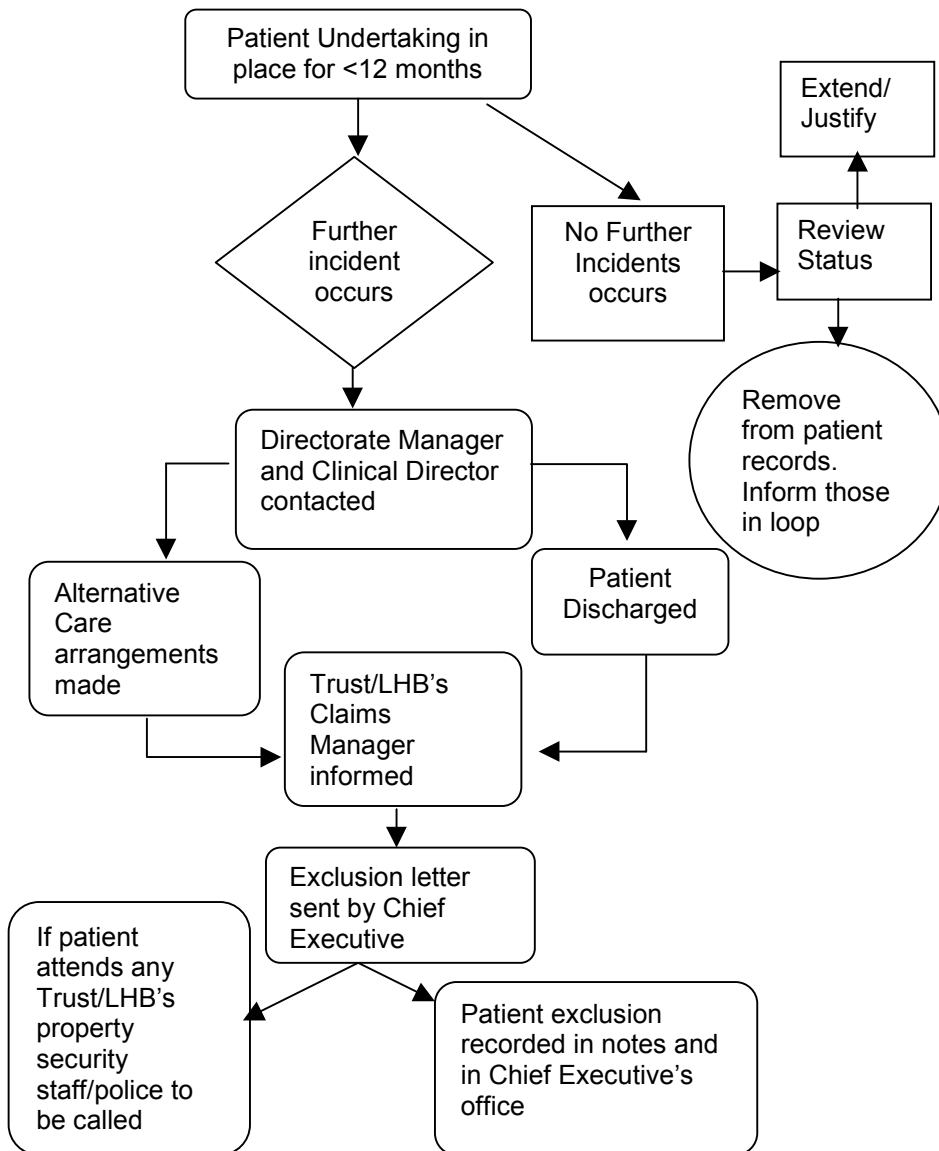 Patient Undertaking in
place for <12 months
Extend/
Justify
Further
incident
occurs
No Further
Incidents
occurs
Review
Status
Remove
from patient
records.
Inform those
in loop
Directorate Manager
and Clinical Director
contacted
Alternative
Care
arrangements
made
Patient
Discharged
Trust/LHB’s
Claims
Manager
informed
Exclusion letter
sent by Chief
Executive
If patient
attends any
Trust/LHB’s
property
security
staff/police to
be called
Patient exclusion
recorded in notes and
in Chief Executive’s
office